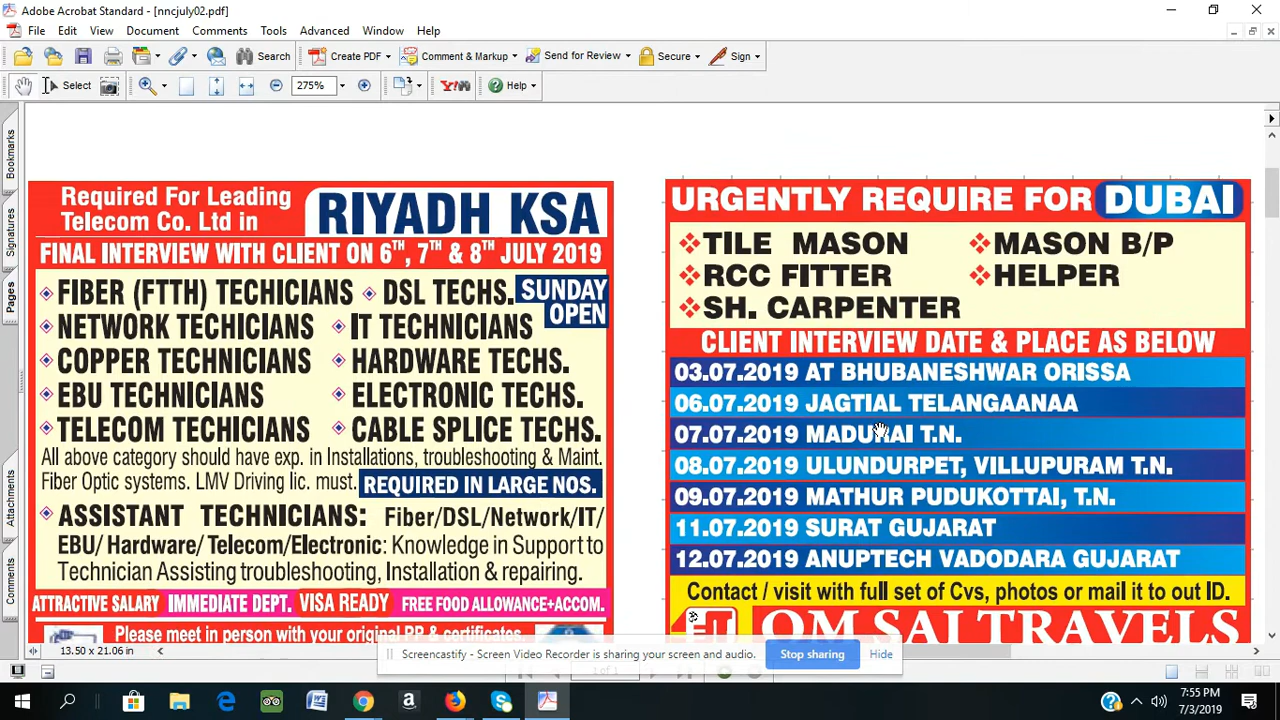 Adobe Acrobat Standard - [nncjuly02.pdf]
File Edit View Document Comments Tools Advanced Window Help
Search Create PDF Comment & Markup Send for Review Secure Sign
Select 275% Y! Help
Bookmarks
Signatures
Pages
Attachments
Comments
Required For Leading
Telecom Co. Ltd in
RIYADH KSA
FINAL INTERVIEW WITH CLIENT ON 6TH, 7TH & 8TH JULY 2019
FIBER (FTTH) TECHICIANS DSL TECHS. SUNDAY
OPEN
NETWORK TECHICIANS IT TECHNICIANS
COPPER TECHNICIANS HARDWARE TECHS.
EBU TECHNICIANS ELECTRONIC TECHS.
TELECOM TECHNICIANS CABLE SPLICE TECHS.
All above category should have exp. in Installations, troubleshooting & Maint.
Fiber Optic systems. LMV Driving lic. must. REQUIRED IN LARGE NOS.
ASSISTANT TECHNICIANS: Fiber/DSL/Network/IT/
EBU/ Hardware/ Telecom/Electronic: Knowledge in Support to
Technician Assisting troubleshooting, Installation & repairing.
ATTRACTIVE SALARY IMMEDIATE DEPT. VISA READY FREE FOOD ALLOWANCE+ACCOM.
Please meet in person with your original PP & certificates.
URGENTLY REQUIRE FOR DUBAI
TILE MASON MASON B/P
RCC FITTER HELPER
SH. CARPENTER
CLIENT INTERVIEW DATE & PLACE AS BELOW
03.07.2019 AT BHUBANESHWAR ORISSA
06.07.2019 JAGTIAL TELANGAANAA
07.07.2019 MADURAI T.N.
08.07.2019 ULUNDURPET, VILLUPURAM T.N.
09.07.2019 MATHUR PUDUKOTTAI, T.N.
11.07.2019 SURAT GUJARAT
12.07.2019 ANUPTECH VADODARA GUJARAT
Contact / visit with full set of Cvs, photos or mail it to out ID.
OM SAI TRAVELS
13.50 x 21.06 in
Screencastify - Screen Video Recorder is sharing your screen and audio. Stop sharing Hide
1 of 1
7:55 PM
7/3/2019